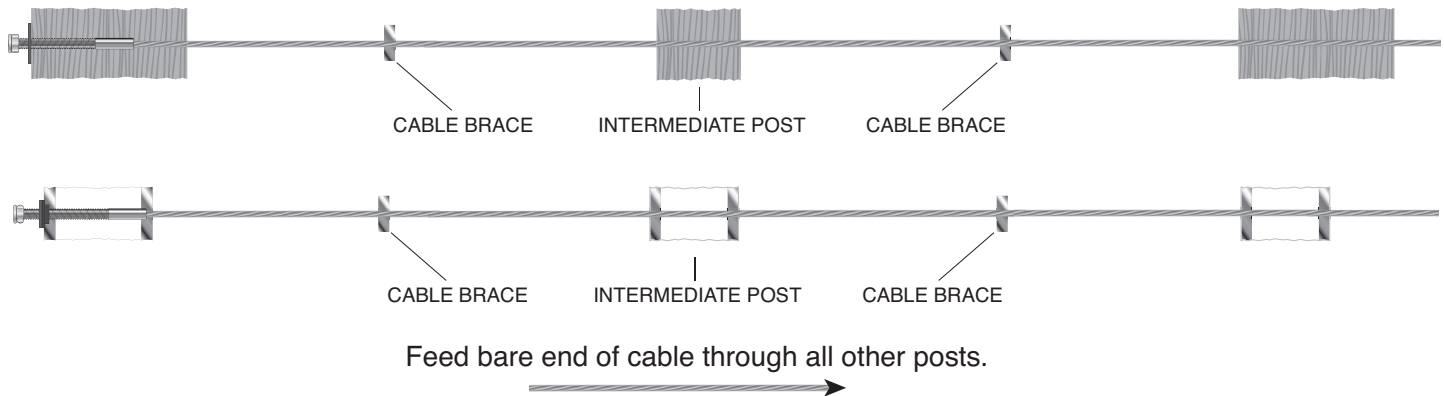 CABLE BRACE
INTERMEDIATE POST
CABLE BRACE
CABLE BRACE
INTERMEDIATE POST
CABLE BRACE
Feed bare end of cable through all other posts.